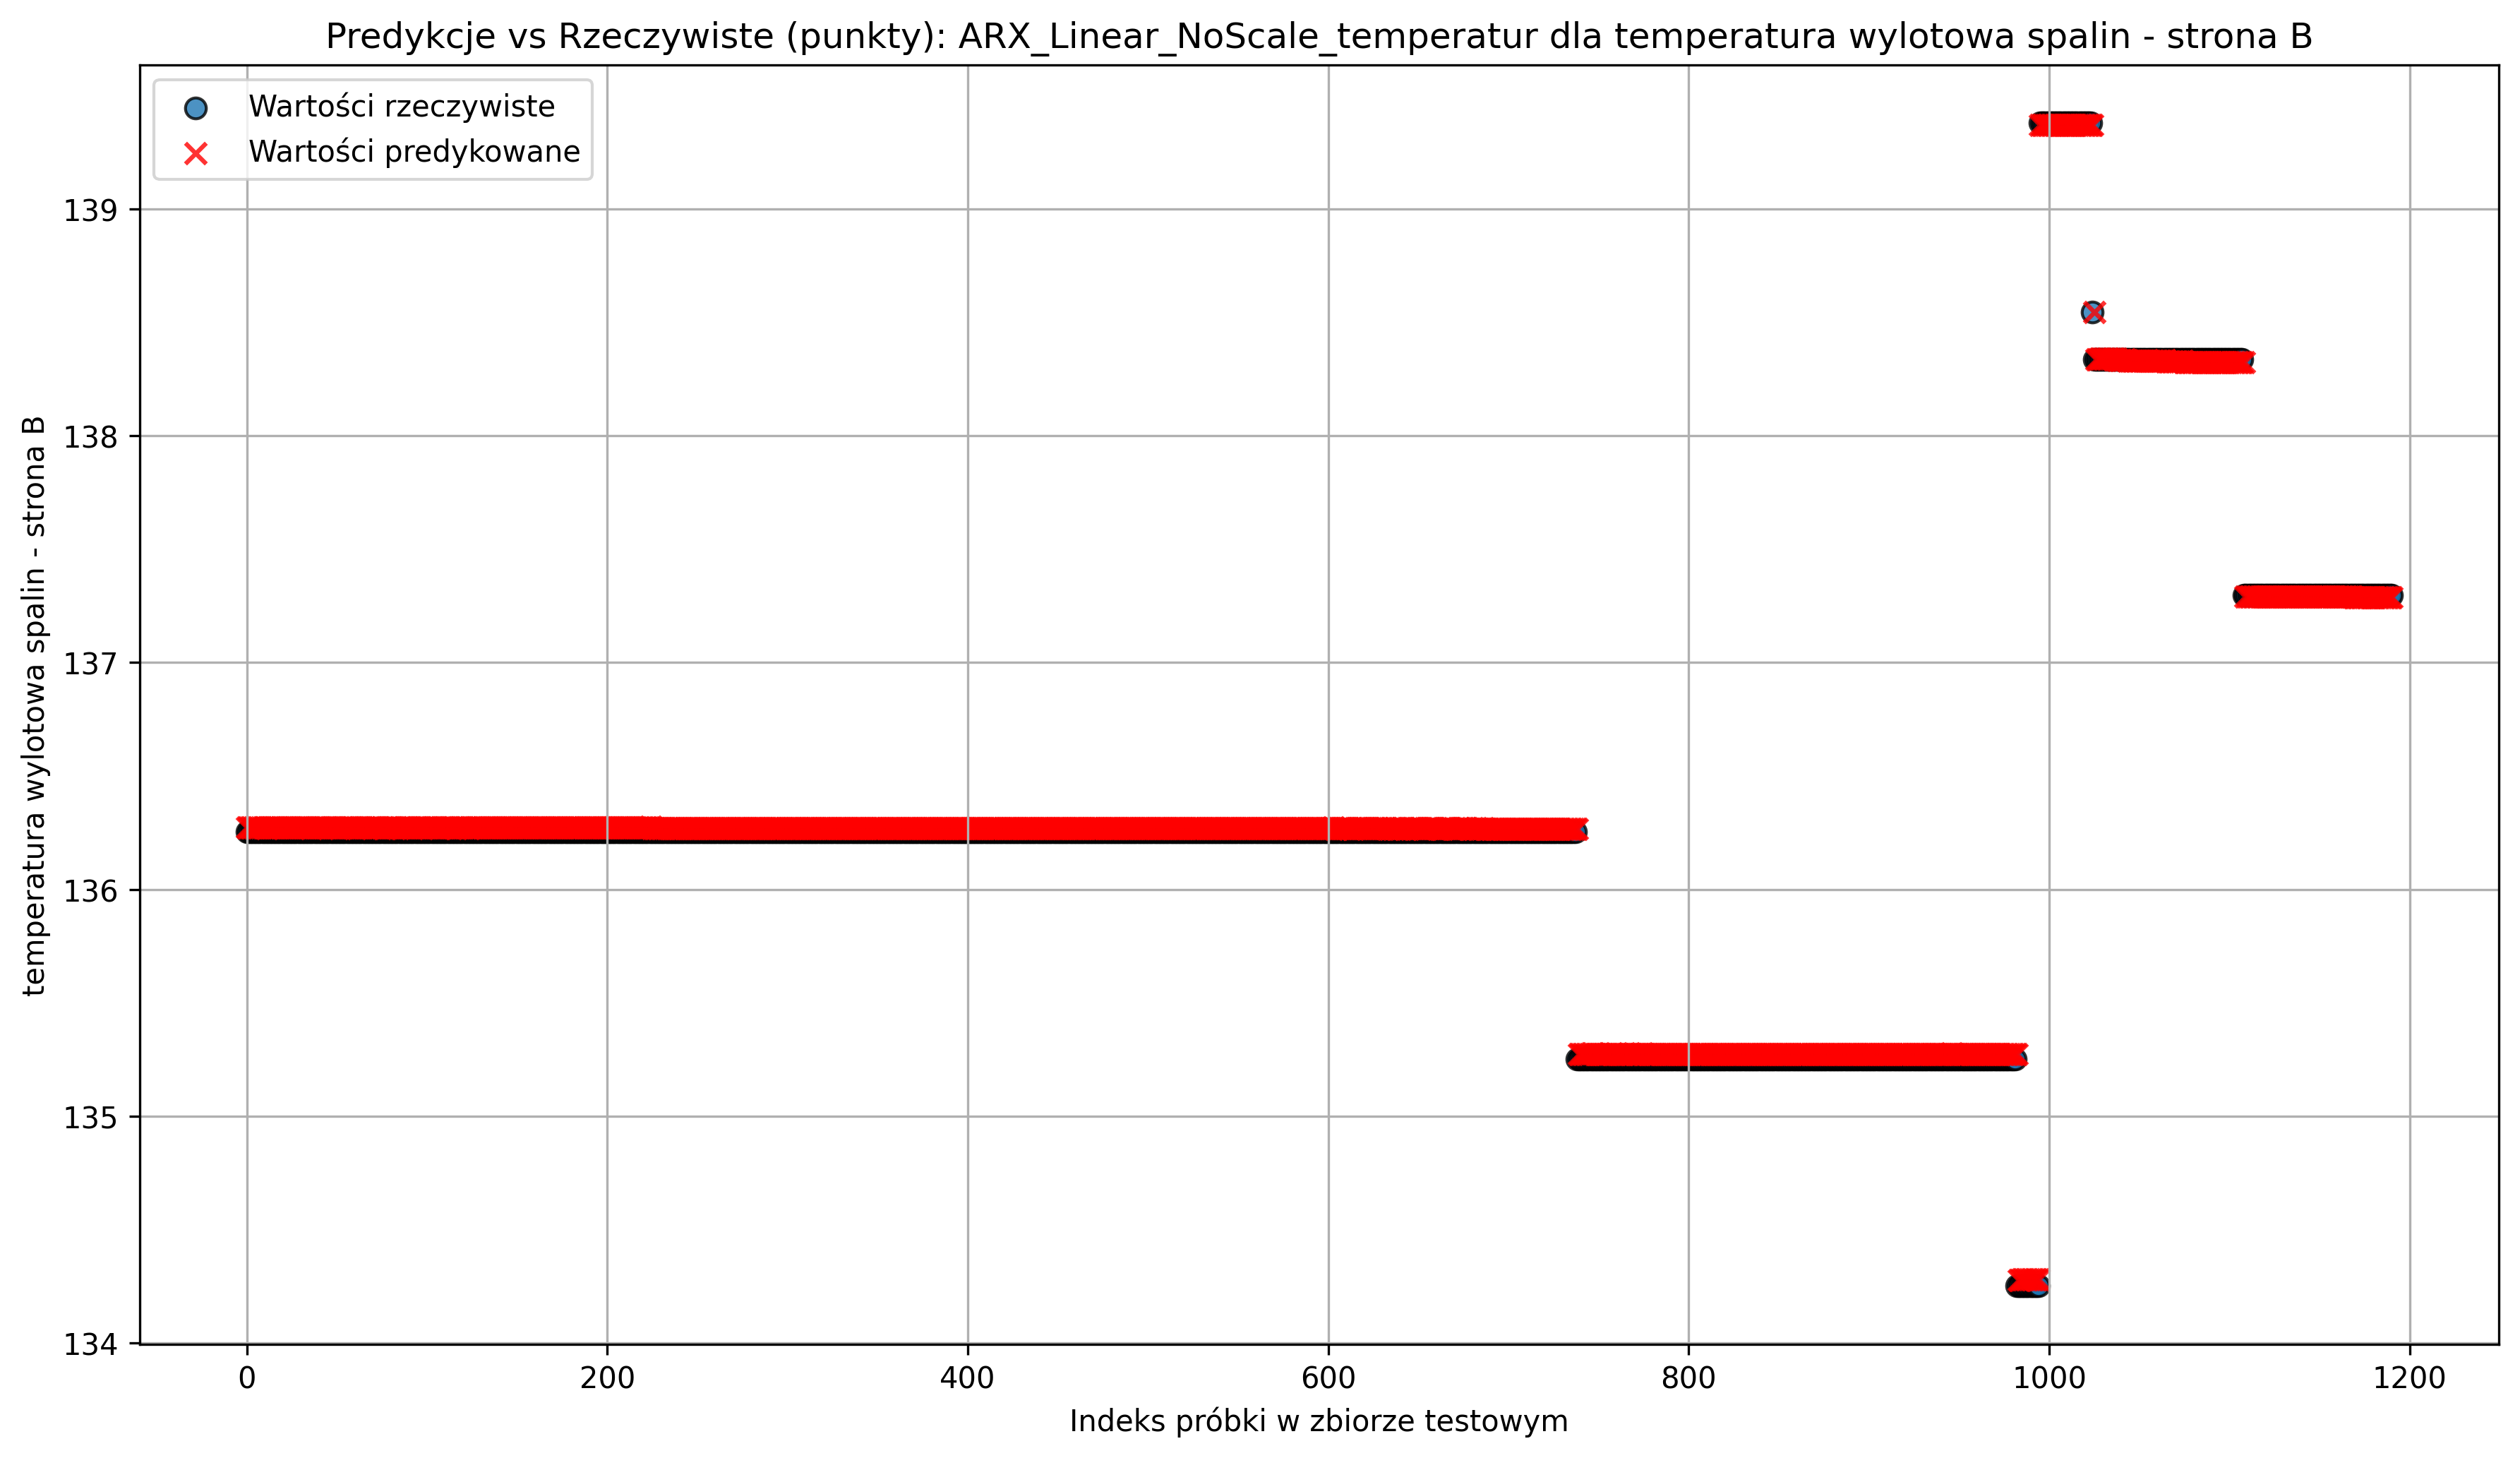 Predykcje vs Rzeczywiste (punkty): ARX_Linear_NoScale_temperatur dla temperatura wylotowa spalin - strona B
Wartości rzeczywiste
Wartości predykowane
temperatura wylotowa spalin - strona B
139
138
137
136
135
134
0 200 400 600 800 1000 1200
Indeks próbki w zbiorze testowym